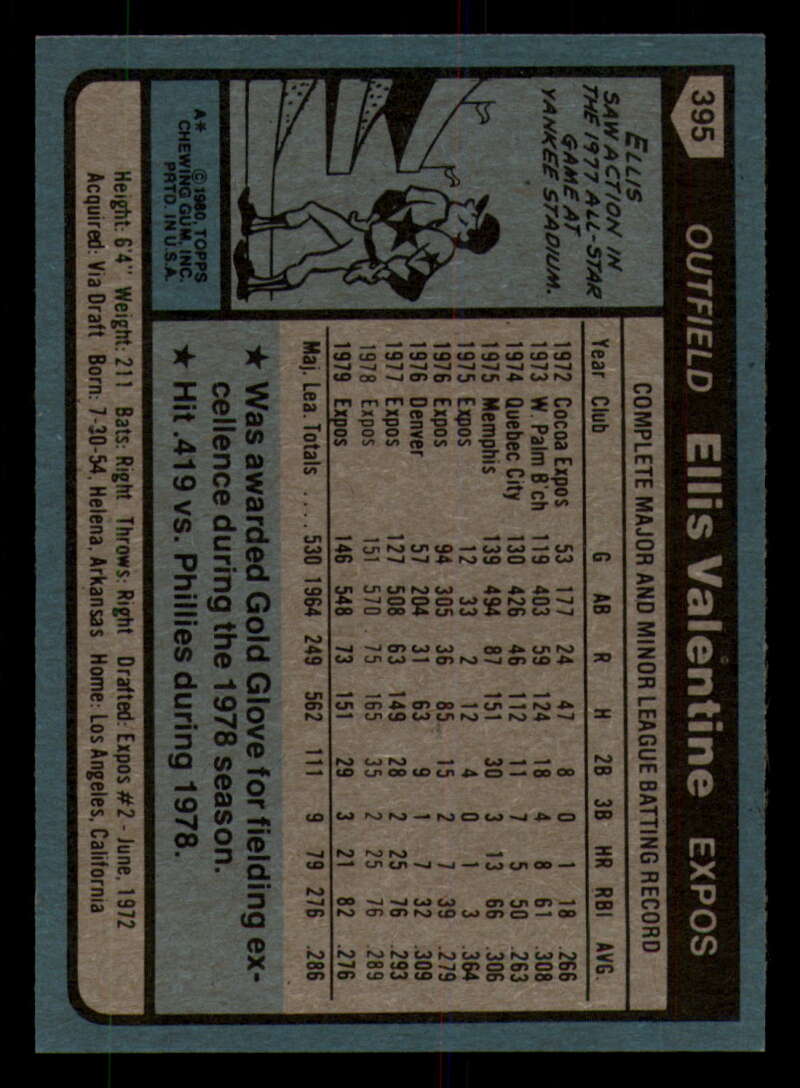 395
OUTFIELD Ellis Valentine EXPOS
ELLIS
SAW ACTION IN
THE 1977 ALL-STAR
GAME AT
YANKEE STADIUM.
COMPLETE MAJOR AND MINOR LEAGUE BATTING RECORD
Year Club G AB R H 2B 3B HR RBI AVG.
1972 Cocoa Expos 53 177 24 47 8 0 1 18 .266
1973 W. Palm B'ch 119 403 59 124 18 4 8 61 .308
1974 Quebec City 130 426 46 112 11 7 5 50 .263
1975 Memphis 139 494 87 151 30 3 13 66 .306
1975 Expos 12 33 2 12 4 0 1 3 .364
1976 Expos 94 305 36 85 15 2 7 39 .279
1976 Denver 57 204 31 63 9 1 7 32 .309
1977 Expos 127 508 63 149 28 2 25 76 .293
1978 Expos 151 570 75 165 35 2 25 76 .289
1979 Expos 146 548 73 151 29 3 21 82 .276
Maj. Lea. Totals .... 530 1964 249 562 111 9 79 276 .286
A* © 1980, TOPPS
CHEWING GUM, INC.
PRTD. IN U.S.A.
★ Was awarded Gold Glove for fielding ex-
cellence during the 1978 season.
★ Hit .419 vs. Phillies during 1978.
Height: 6'4" Weight: 211 Bats: Right Throws: Right Drafted: Expos #2 - June, 1972
Acquired: Via Draft Born: 7-30-54, Helena, Arkansas Home: Los Angeles, California